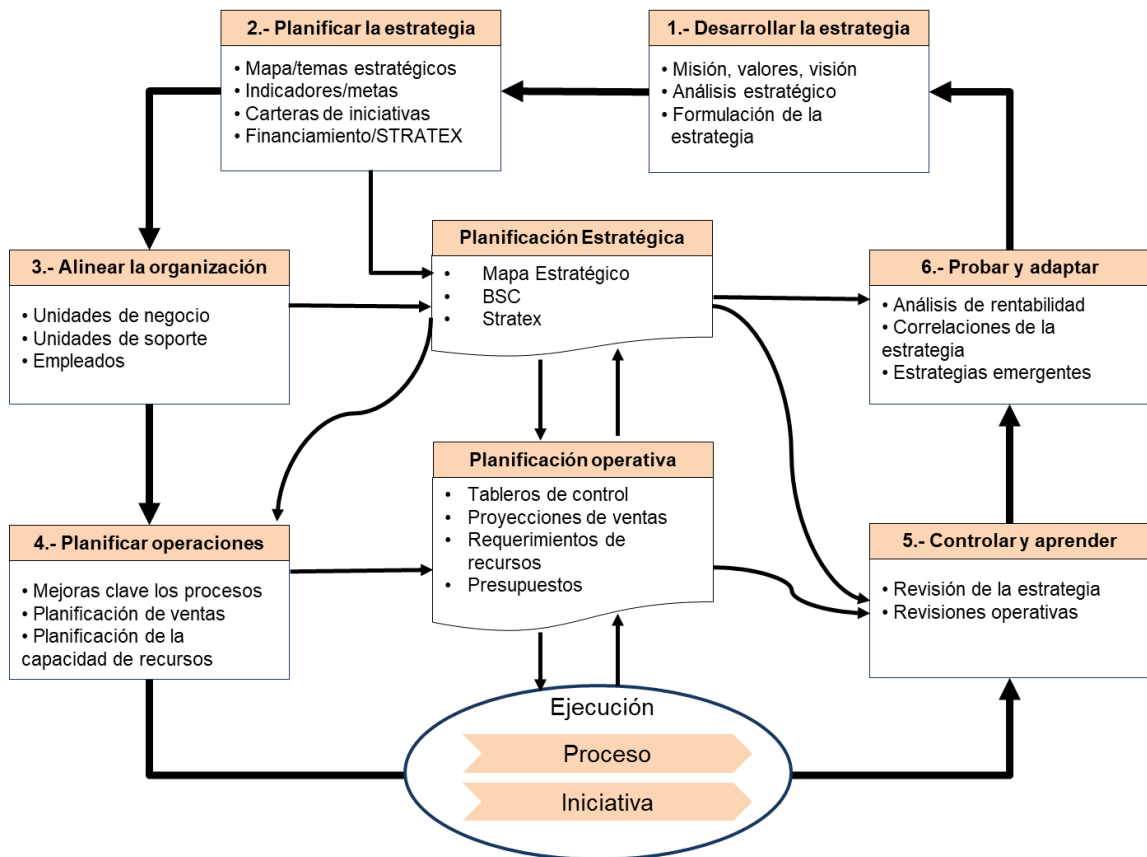 2.- Planificar la estrategia
• Mapa/temas estratégicos
• Indicadores/metas
• Carteras de iniciativas
• Financiamiento/STRATEX
1.- Desarrollar la estrategia
• Misión, valores, visión
• Análisis estratégico
• Formulación de la
estrategia
3.- Alinear la organización
• Unidades de negocio
• Unidades de soporte
• Empleados
Planificación Estratégica
• Mapa Estratégico
• BSC
• Stratex
6.- Probar y adaptar
• Análisis de rentabilidad
• Correlaciones de la
estrategia
• Estrategias emergentes
4.- Planificar operaciones
• Mejoras clave los procesos
• Planificación de ventas
• Planificación de la
capacidad de recursos
Planificación operativa
• Tableros de control
• Proyecciones de ventas
• Requerimientos de
recursos
• Presupuestos
5.- Controlar y aprender
• Revisión de la estrategia
• Revisiones operativas
Ejecución
Proceso
Iniciativa